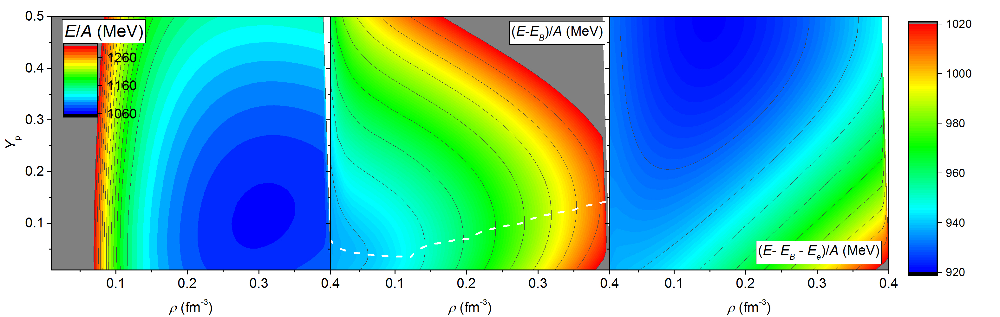 E/A (MeV)
1260
1160
1060
(E-E_B)/A (MeV)
(E- E_B - E_e)/A (MeV)
Y_p
0.5
0.4
0.3
0.2
0.1
0.1 0.2 0.3 0.4 0.1 0.2 0.3 0.4 0.1 0.2 0.3 0.4
ρ (fm^-3) ρ (fm^-3) ρ (fm^-3)
1020
1000
980
960
940
920